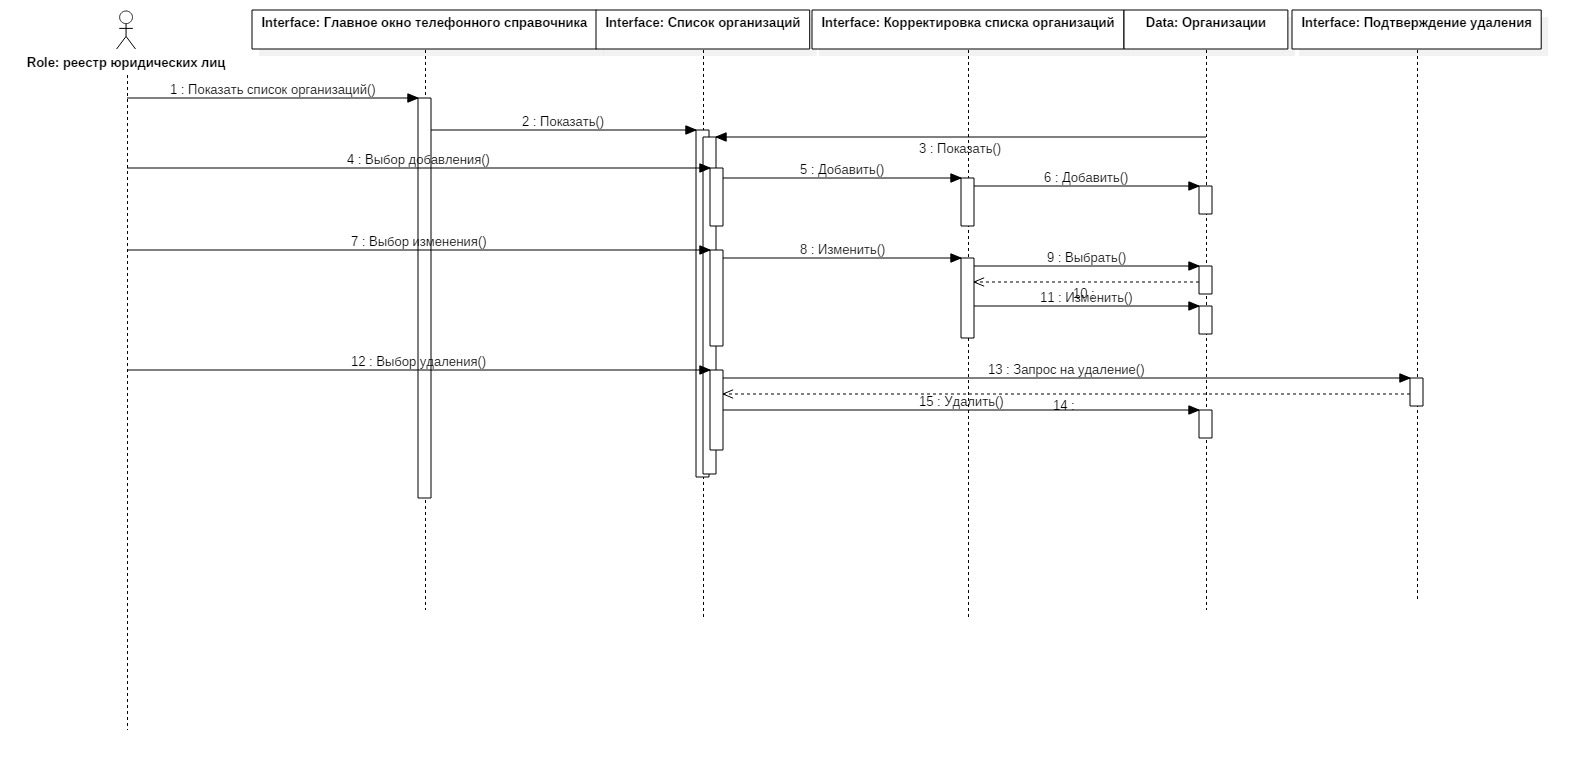 Role: реестр юридических лиц
Interface: Главное окно телефонного справочника
Interface: Список организаций
Interface: Корректировка списка организаций
Data: Организации
Interface: Подтверждение удаления
1 : Показать список организаций()
2 : Показать()
3 : Показать()
4 : Выбор добавления()
5 : Добавить()
6 : Добавить()
7 : Выбор изменения()
8 : Изменить()
9 : Выбрать()
10 :
11 : Изменить()
12 : Выбор удаления()
13 : Запрос на удаление()
14 :
15 : Удалить()